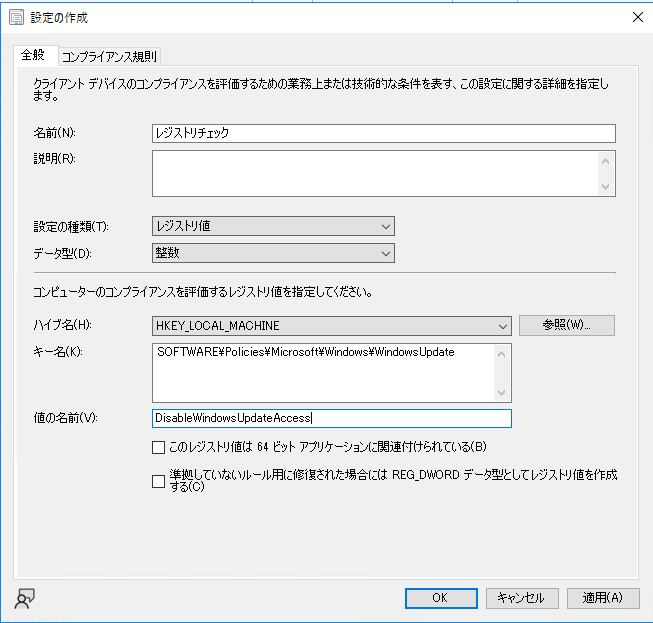 設定の作成
全般 コンプライアンス規則
クライアント デバイスのコンプライアンスを評価するための業務上または技術的な条件を表す、この設定に関する詳細を指定し
ます。
名前(N): レジストリチェック
説明(R):
設定の種類(T): レジストリ値
データ型(D): 整数
コンピューターのコンプライアンスを評価するレジストリ値を指定してください。
ハイブ名(H): HKEY_LOCAL_MACHINE 参照(W)...
キー名(K): SOFTWARE¥Policies¥Microsoft¥Windows¥WindowsUpdate
値の名前(V): DisableWindowsUpdateAccess
このレジストリ値は 64 ビット アプリケーションに関連付けられている(B)
準拠していないルール用に修復された場合には REG_DWORD データ型としてレジストリ値を作成
する(C)
OK キャンセル 適用(A)